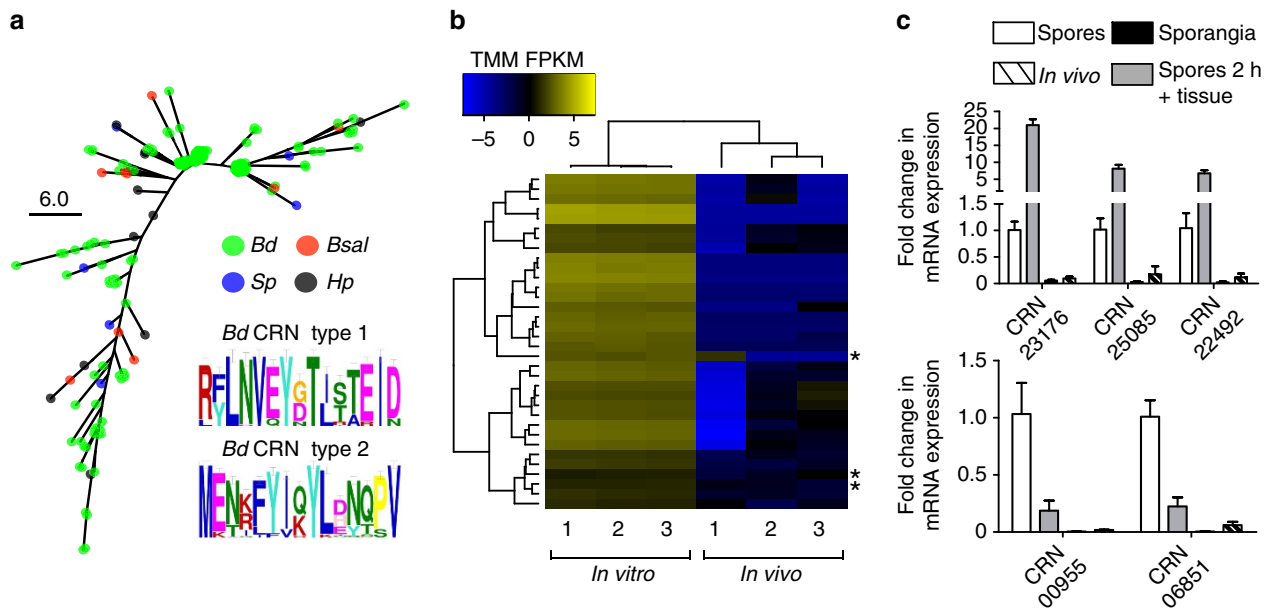 a
6.0
Bd
Bsal
Sp
Hp
Bd CRN type 1
Bd CRN type 2
b
TMM FPKM
−5 0 5
*
*
*
1 2 3 1 2 3
In vitro
In vivo
c
Spores
Sporangia
In vivo
Spores 2 h
+ tissue
Fold change in
mRNA expression
25
20
15
10
5
1.5
1.0
0.5
0
CRN
23176
CRN
25085
CRN
22492
Fold change in
mRNA expression
1.5
1.0
0.5
0
CRN
00955
CRN
06851